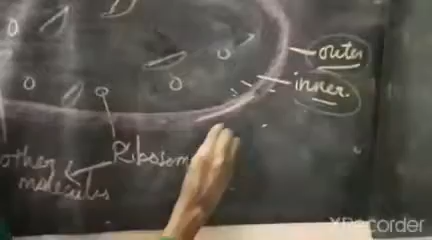 outer
inner
Ribosom
other
molecules
XRecorder